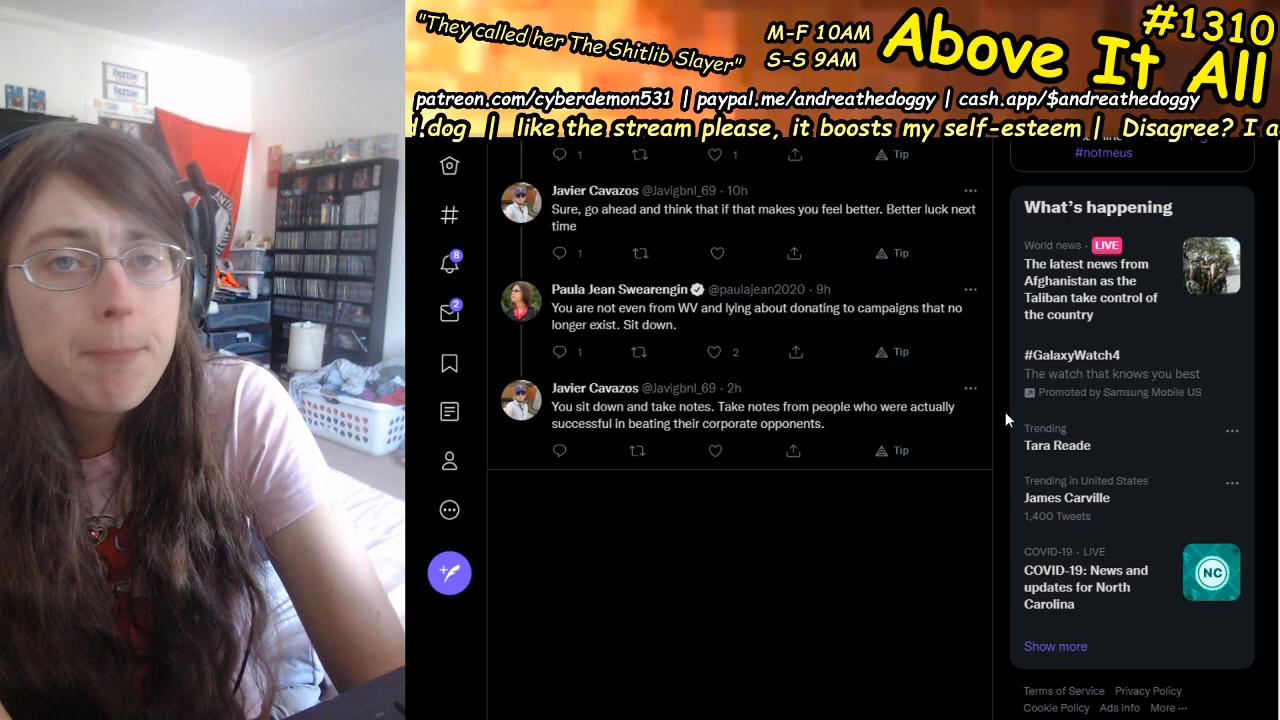 "They called her The Shitlib Slayer"
M-F 10AM
S-S 9AM
Above It All
#1310
patreon.com/cyberdemon531 | paypal.me/andreathedoggy | cash.app/$andreathedoggy
.dog | like the stream please, it boosts my self-esteem | Disagree? I a
Bernie
Bernie
1
1
Tip
#notmeus
Javier Cavazos @Javigbnl_69 · 10h
Sure, go ahead and think that if that makes you feel better. Better luck next
time
1
Tip
Paula Jean Swearengin @paulajean2020 · 9h
You are not even from WV and lying about donating to campaigns that no
longer exist. Sit down.
1
2
Tip
Javier Cavazos @Javigbnl_69 · 2h
You sit down and take notes. Take notes from people who were actually
successful in beating their corporate opponents.
Tip
8
2
What's happening
World news · LIVE
The latest news from
Afghanistan as the
Taliban take control of
the country
#GalaxyWatch4
The watch that knows you best
Promoted by Samsung Mobile US
Trending
Tara Reade
Trending in United States
James Carville
1,400 Tweets
COVID-19 · LIVE
COVID-19: News and
updates for North
Carolina
NC
Show more
Terms of Service Privacy Policy
Cookie Policy Ads info More ···